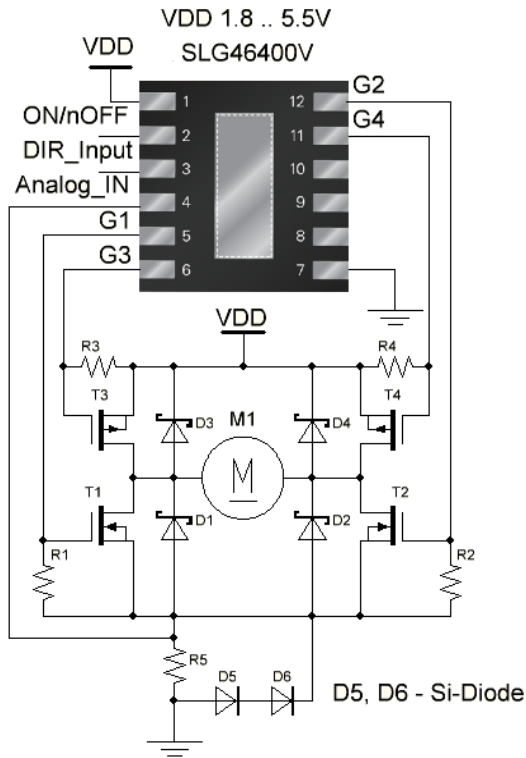 VDD 1.8 .. 5.5V
SLG46400V
VDD
G2
ON/nOFF
G4
DIR_Input
Analog_IN
G1
G3
1
2
3
4
5
6
12
11
10
9
8
7
VDD
R3
R4
T3
T4
D3
M1
D4
M
T1
T2
D1
D2
R1
R2
R5
D5
D6
D5, D6 - Si-Diode